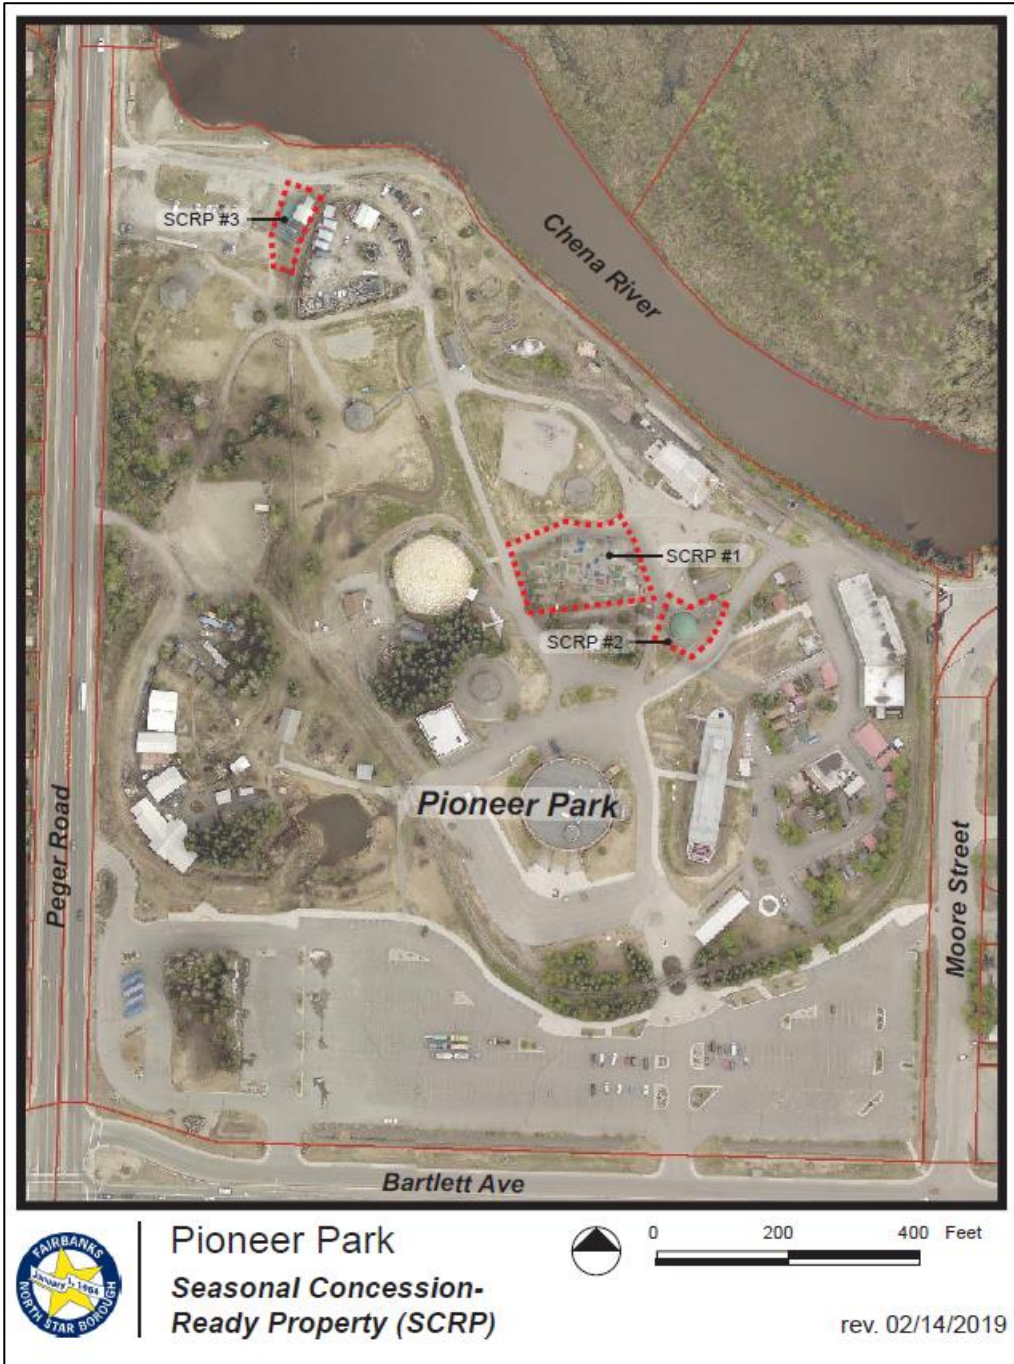 SCRP #3
Chena River
SCRP #1
SCRP #2
Pioneer Park
Peger Road
Moore Street
Bartlett Ave
FAIRBANKS
January 1, 1964
NORTH STAR BOROUGH
Pioneer Park
Seasonal Concession-
Ready Property (SCRP)
0 200 400 Feet
rev. 02/14/2019